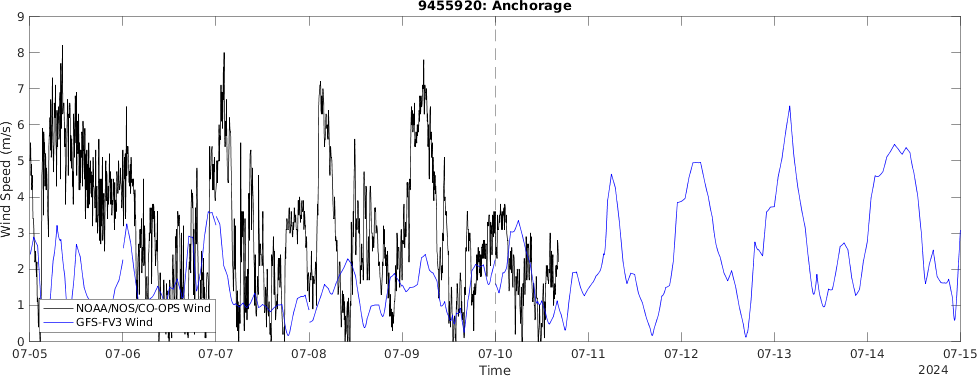 9455920: Anchorage
Wind Speed (m/s)
9
8
7
6
5
4
3
2
1
0
NOAA/NOS/CO-OPS Wind
GFS-FV3 Wind
07-05 07-06 07-07 07-08 07-09 07-10 07-11 07-12 07-13 07-14 07-15
Time
2024